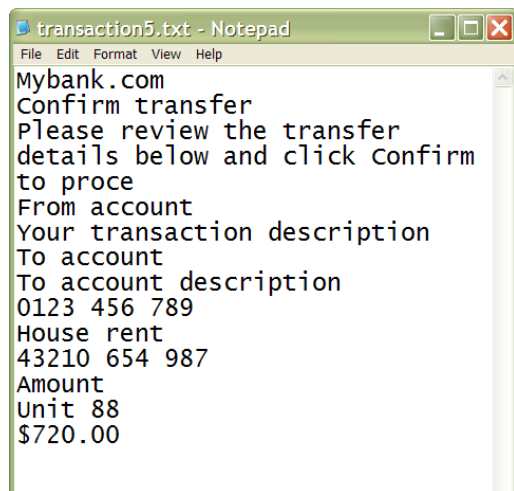 transaction5.txt - Notepad
File Edit Format View Help
Mybank.com
Confirm transfer
Please review the transfer
details below and click Confirm
to proce
From account
Your transaction description
To account
To account description
0123 456 789
House rent
43210 654 987
Amount
Unit 88
$720.00